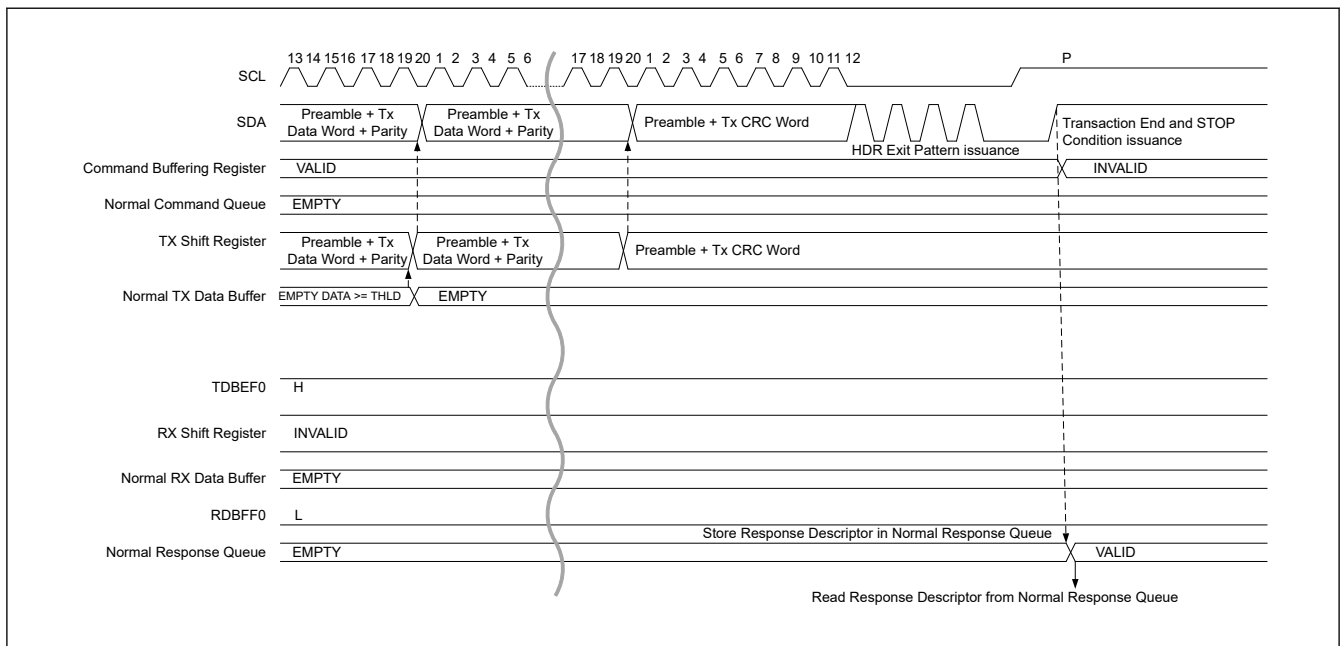 13 14 15 16 17 18 19 20 1 2 3 4 5 6 17 18 19 20 1 2 3 4 5 6 7 8 9 10 11 12 P
SCL
SDA
Preamble + Tx
Data Word + Parity
Preamble + Tx
Data Word + Parity
Preamble + Tx CRC Word
HDR Exit Pattern issuance
Transaction End and STOP
Condition issuance
Command Buffering Register
VALID
INVALID
Normal Command Queue
EMPTY
TX Shift Register
Preamble + Tx
Data Word + Parity
Preamble + Tx
Data Word + Parity
Preamble + Tx CRC Word
Normal TX Data Buffer
EMPTY DATA >= THLD
EMPTY
TDBEF0
H
RX Shift Register
INVALID
Normal RX Data Buffer
EMPTY
RDBFF0
L
Store Response Descriptor in Normal Response Queue
Normal Response Queue
EMPTY
VALID
Read Response Descriptor from Normal Response Queue